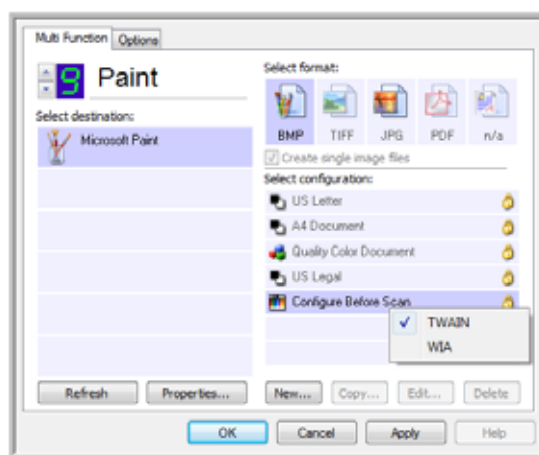 Multi Function Options
9 Paint
Select destination:
Microsoft Paint
Select format:
BMP TIFF JPG PDF n/a
Create single image files
Select configuration:
US Letter
A4 Document
Quality Color Document
US Legal
Configure Before Scan
TWAIN
WIA
Refresh Properties... New... Copy... Edit... Delete
OK Cancel Apply Help